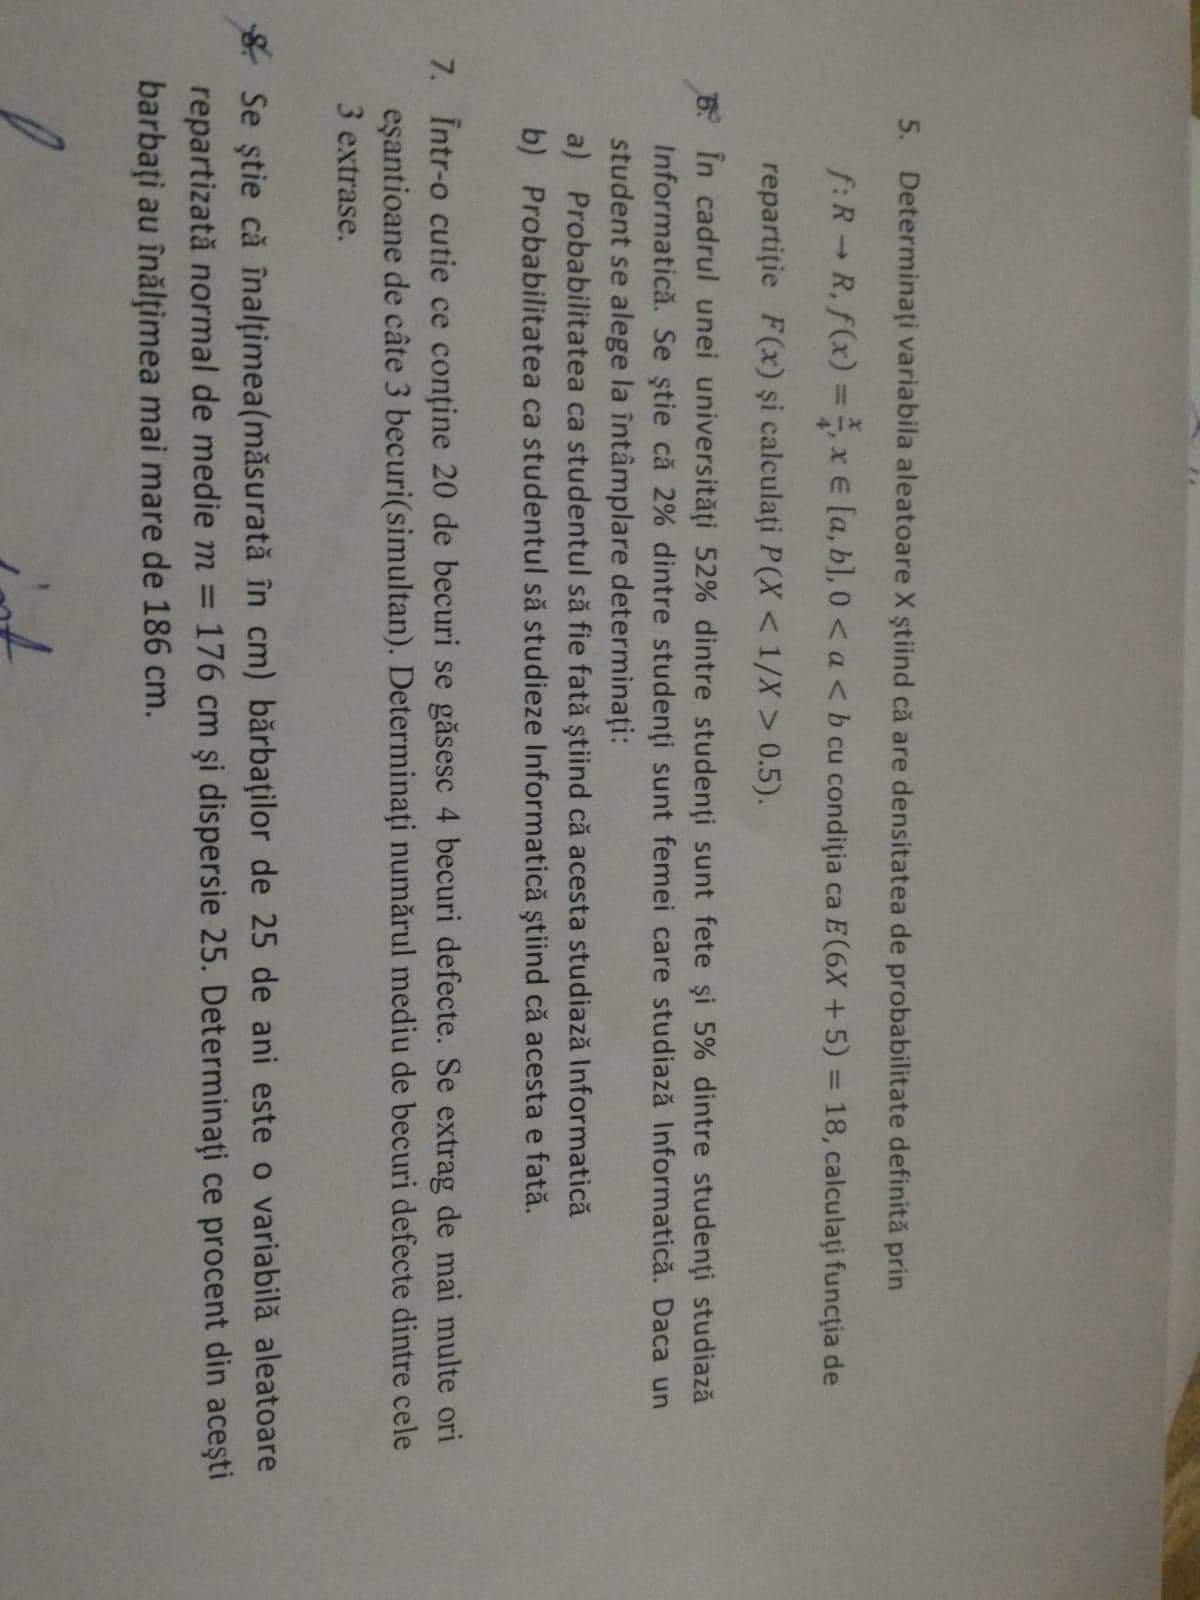 5. Determinați variabila aleatoare X știind că are densitatea de probabilitate definită prin
f: R → R, f(x) = x/4, x ∈ [a, b], 0 < a < b cu condiția ca E(6X + 5) = 18, calculați funcția de
repartiție F(x) și calculați P(X < 1/X > 0.5).
6. În cadrul unei universități 52% dintre studenți sunt fete și 5% dintre studenți studiază
Informatică. Se știe că 2% dintre studenți sunt femei care studiază Informatică. Daca un
student se alege la întâmplare determinați:
a) Probabilitatea ca studentul să fie fată știind că acesta studiază Informatică
b) Probabilitatea ca studentul să studieze Informatică știind că acesta e fată.
7. Într-o cutie ce conține 20 de becuri se găsesc 4 becuri defecte. Se extrag de mai multe ori
eșantioane de câte 3 becuri(simultan). Determinați numărul mediu de becuri defecte dintre cele
3 extrase.
8. Se știe că înalțimea(măsurată în cm) bărbaților de 25 de ani este o variabilă aleatoare
repartizată normal de medie m = 176 cm și dispersie 25. Determinați ce procent din acești
barbați au înălțimea mai mare de 186 cm.